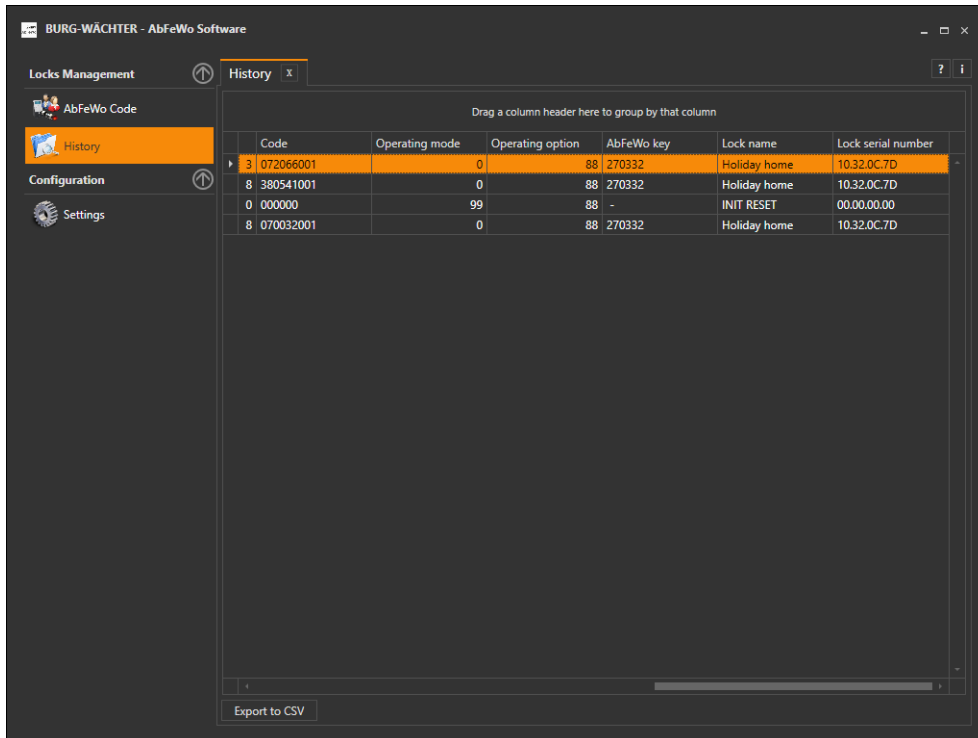 BURG-WÄCHTER - AbFeWo Software
Locks Management
AbFeWo Code
History
Configuration
Settings
History x ? i
Drag a column header here to group by that column
Code Operating mode Operating option AbFeWo key Lock name Lock serial number
3 072066001 0 88 270332 Holiday home 10.32.0C.7D
8 380541001 0 88 270332 Holiday home 10.32.0C.7D
0 000000 99 88 - INIT RESET 00.00.00.00
8 070032001 0 88 270332 Holiday home 10.32.0C.7D
Export to CSV